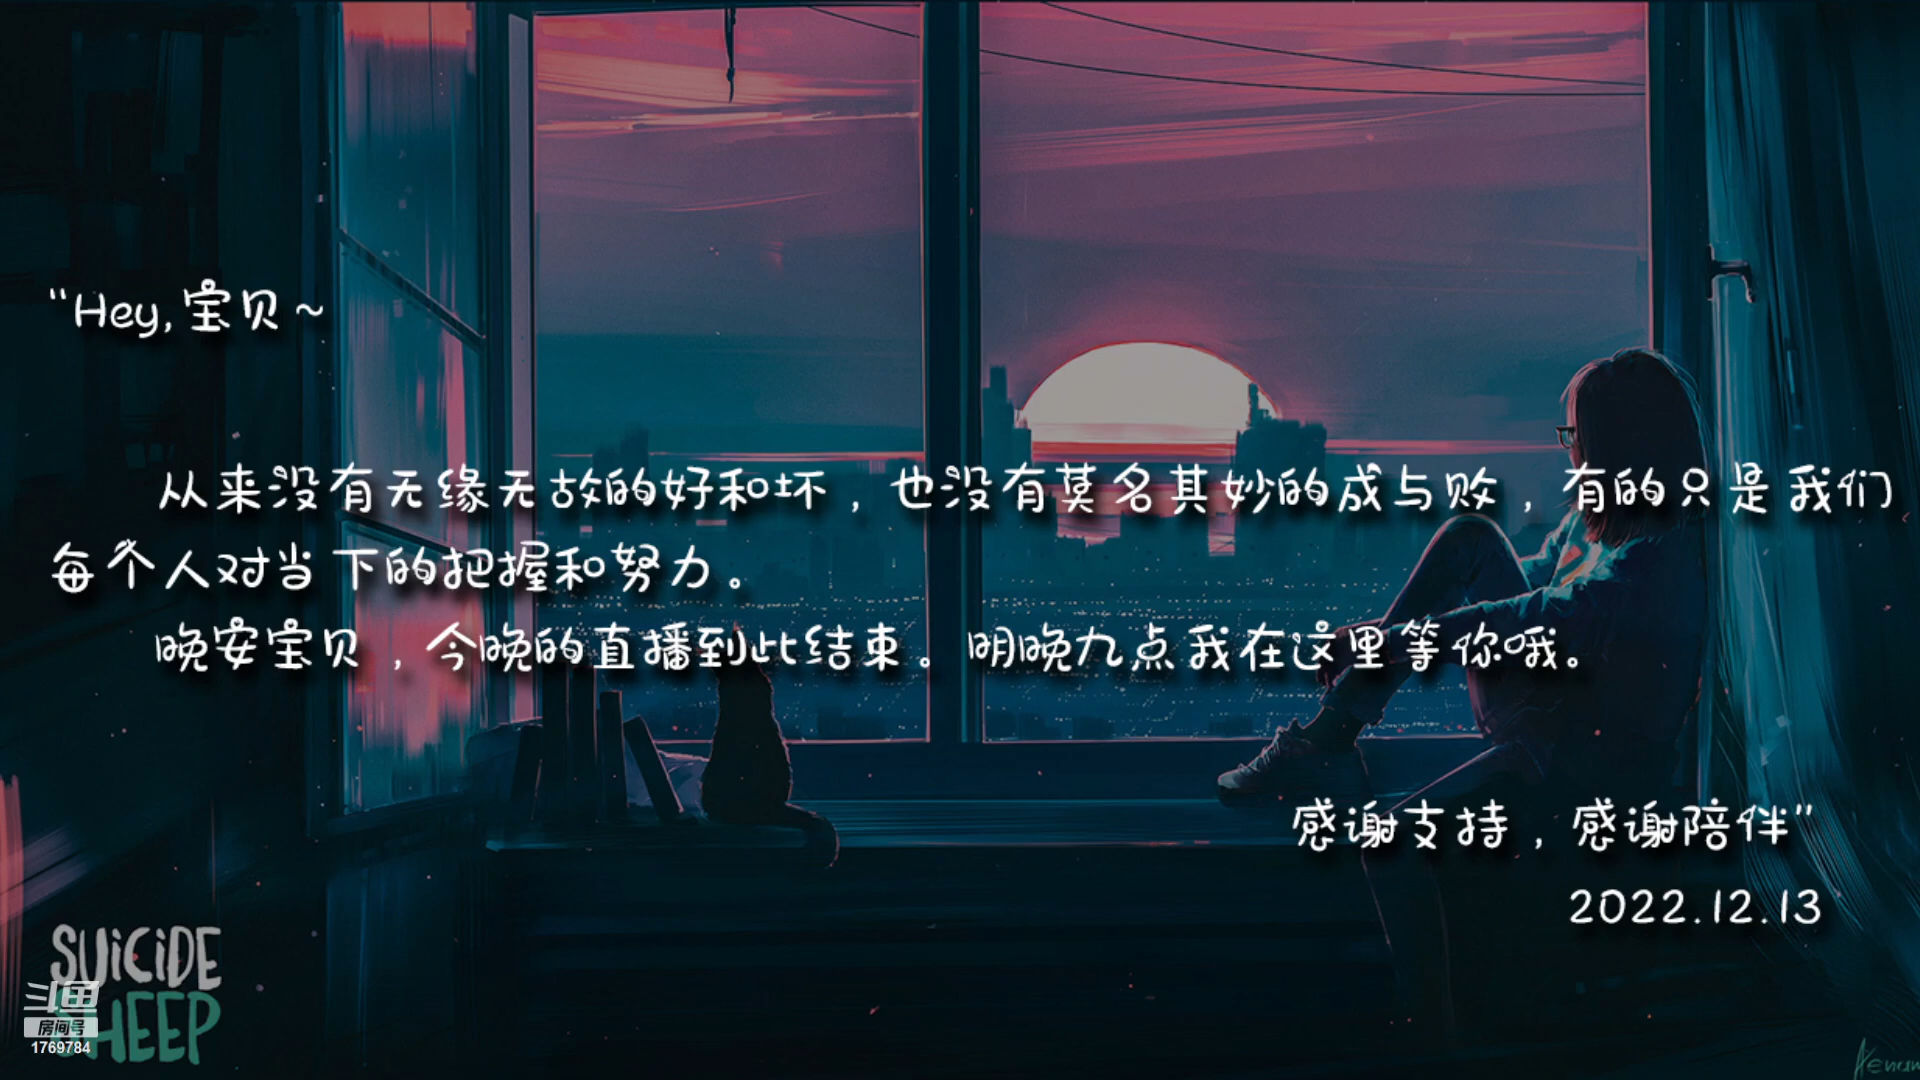 “Hey,宝贝~
从来没有无缘无故的好和坏，也没有莫名其妙的成与败，有的只是我们
每个人对当下的把握和努力。
晚安宝贝，今晚的直播到此结束。明晚九点我在这里等你哦。
感谢支持，感谢陪伴”
2022.12.13
SUiCiDE
SHEEP
斗鱼
房间号
1769784